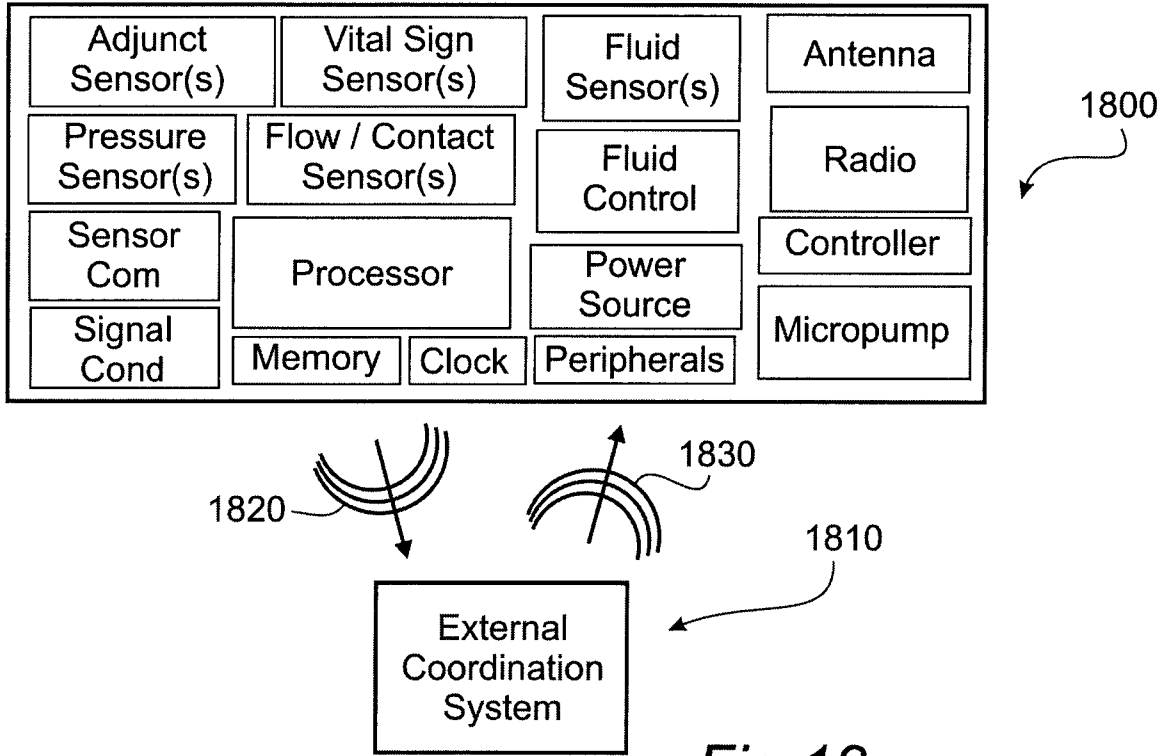 Adjunct
Sensor(s)
Vital Sign
Sensor(s)
Fluid
Sensor(s)
Antenna
1800
Pressure
Sensor(s)
Flow / Contact
Sensor(s)
Fluid
Control
Radio
Sensor
Com
Processor
Power
Source
Controller
Signal
Cond
Memory
Clock
Peripherals
Micropump
1820
1830
1810
External
Coordination
System